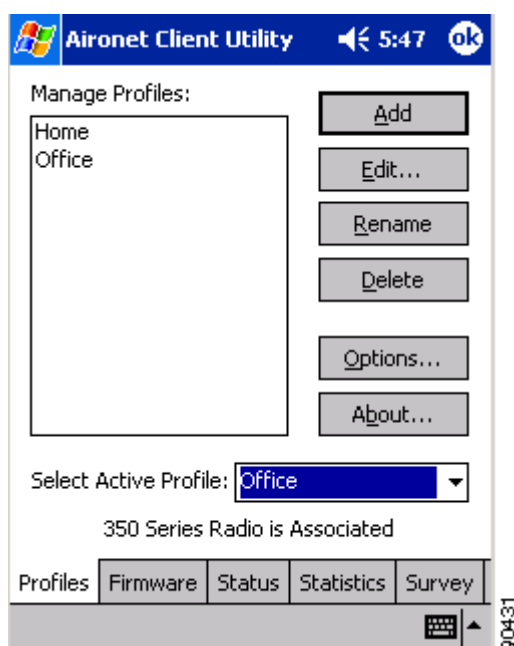 Aironet Client Utility 5:47 ok
Manage Profiles:
Home
Office
Add
Edit...
Rename
Delete
Options...
About...
Select Active Profile: Office
350 Series Radio is Associated
Profiles Firmware Status Statistics Survey
90431